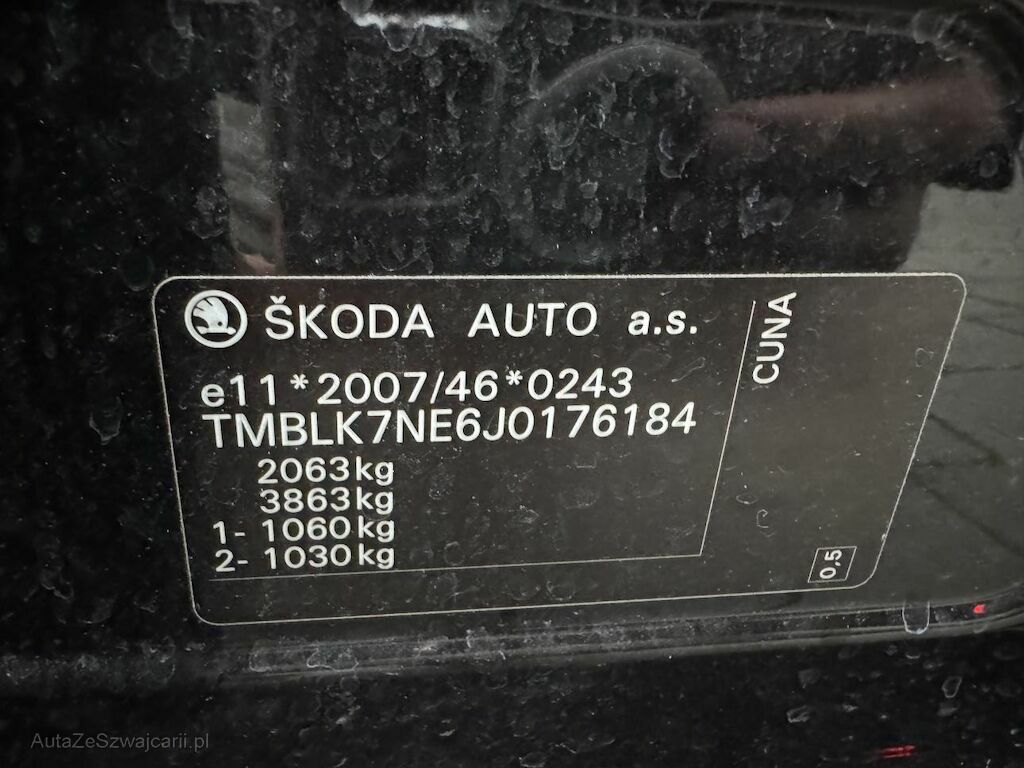 ŠKODA AUTO a.s.
e11*2007/46*0243
TMBLK7NE6J0176184
2063kg
3863kg
1- 1060kg
2- 1030kg
CUNA
0,5
AutaZeSzwajcarii.pl